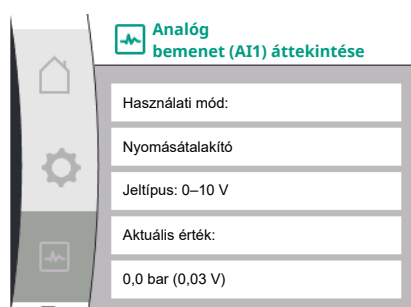 Analóg
bemenet (AI1) áttekintése
Használati mód:
Nyomásátalakító
Jeltípus: 0–10 V
Aktuális érték:
0,0 bar (0,03 V)